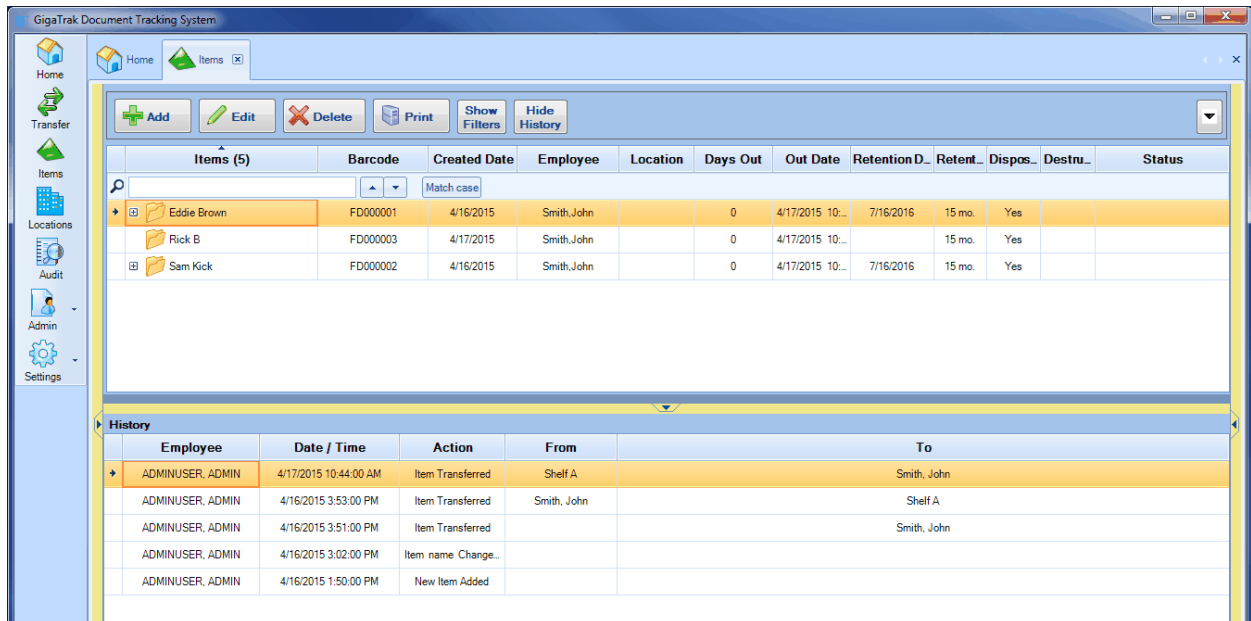 GigaTrak Document Tracking System
Home
Transfer
Items
Locations
Audit
Admin
Settings
Home Items
Add Edit Delete Print Show Filters Hide History
Items (5) Barcode Created Date Employee Location Days Out Out Date Retention D... Retent... Dispos... Destru... Status
Match case
Eddie Brown FD000001 4/16/2015 Smith,John 0 4/17/2015 10:... 7/16/2016 15 mo. Yes
Rick B FD000003 4/17/2015 Smith,John 0 4/17/2015 10:... 15 mo. Yes
Sam Kick FD000002 4/16/2015 Smith,John 0 4/17/2015 10:... 7/16/2016 15 mo. Yes
History
Employee Date / Time Action From To
ADMINUSER, ADMIN 4/17/2015 10:44:00 AM Item Transferred Shelf A Smith, John
ADMINUSER, ADMIN 4/16/2015 3:53:00 PM Item Transferred Smith, John Shelf A
ADMINUSER, ADMIN 4/16/2015 3:51:00 PM Item Transferred Smith, John
ADMINUSER, ADMIN 4/16/2015 3:02:00 PM Item name Change...
ADMINUSER, ADMIN 4/16/2015 1:50:00 PM New Item Added